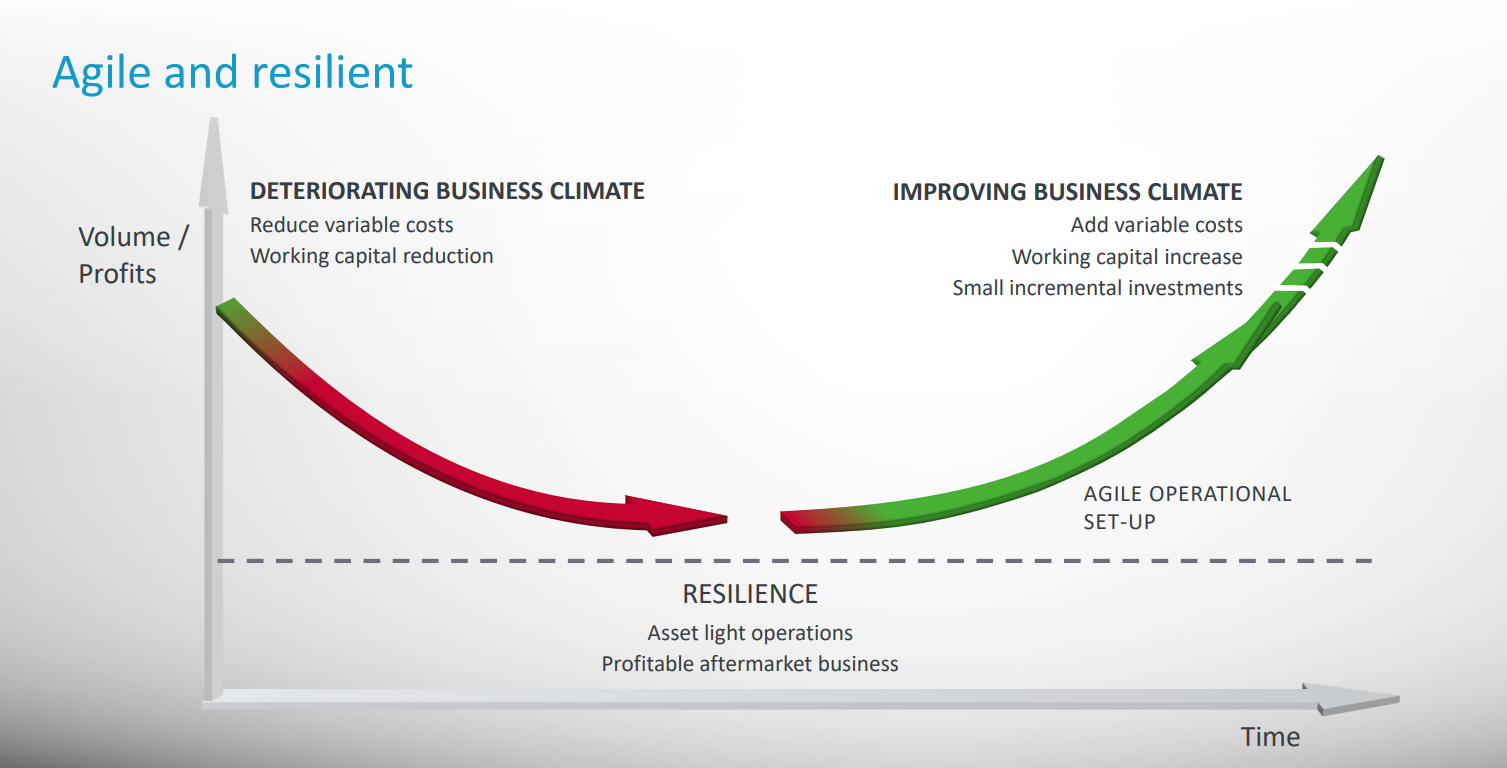 Agile and resilient
Volume /
Profits
DETERIORATING BUSINESS CLIMATE
Reduce variable costs
Working capital reduction
IMPROVING BUSINESS CLIMATE
Add variable costs
Working capital increase
Small incremental investments
AGILE OPERATIONAL
SET-UP
RESILIENCE
Asset light operations
Profitable aftermarket business
Time